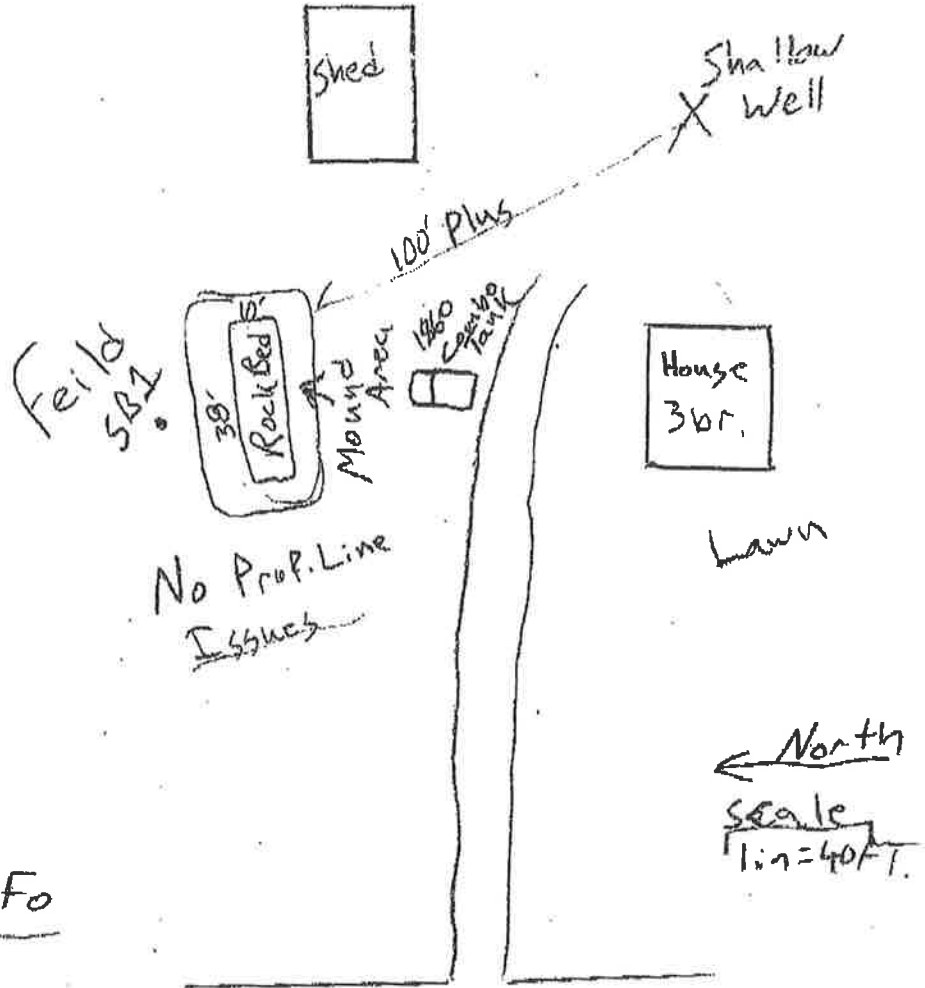 Shed
Shallow
Well
100' Plus
Feild
SB1
38'
10'
Rock Bed
Mound
Area
Combo
Tank
House
3br.
Lawn
No Prop. Line
Issues
North
scale
1in=40FT.
Fo